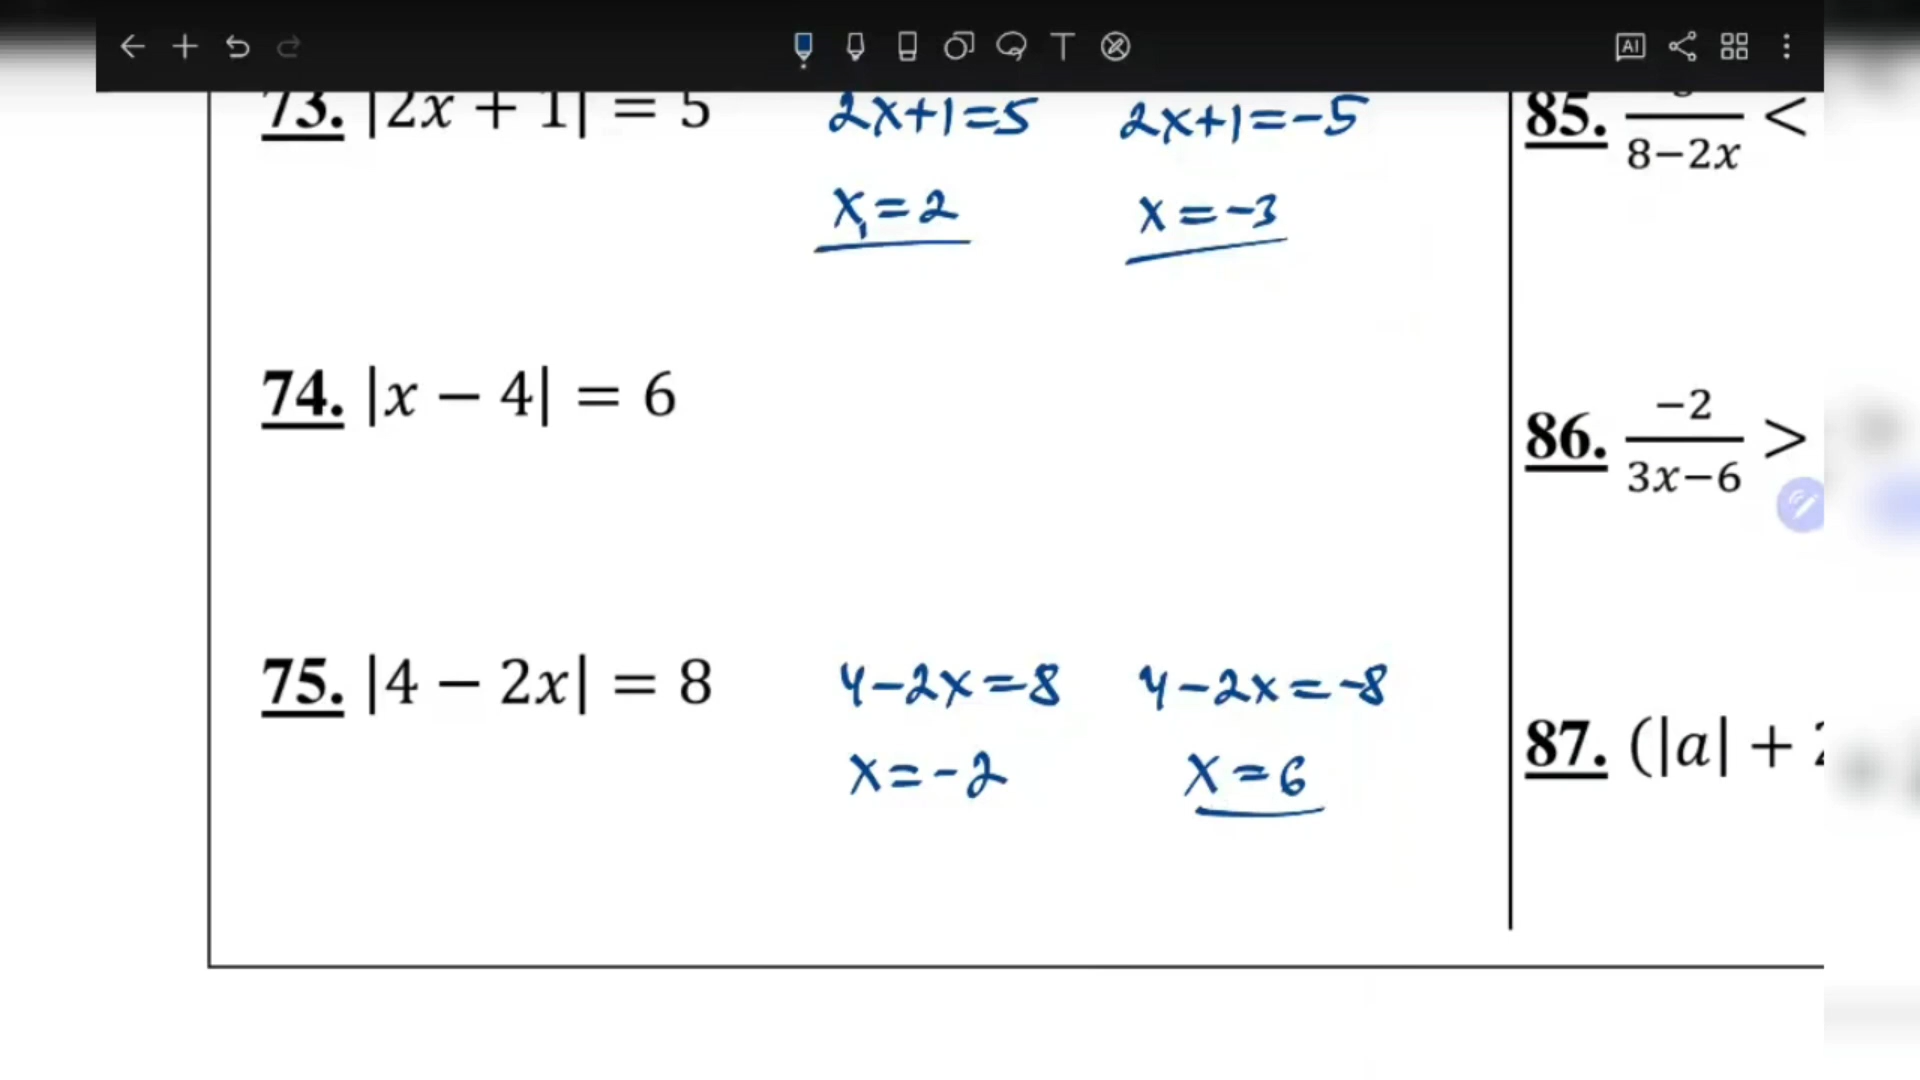 AI
T
73. |2x + 1| = 5 2x+1=5 2x+1=-5
x=2 x=-3
74. |x − 4| = 6
75. |4 − 2x| = 8 4-2x=8 4-2x=-8
x=-2 x=6
85. 8−2x <
86. −2 >
3x−6
87. (|a| +